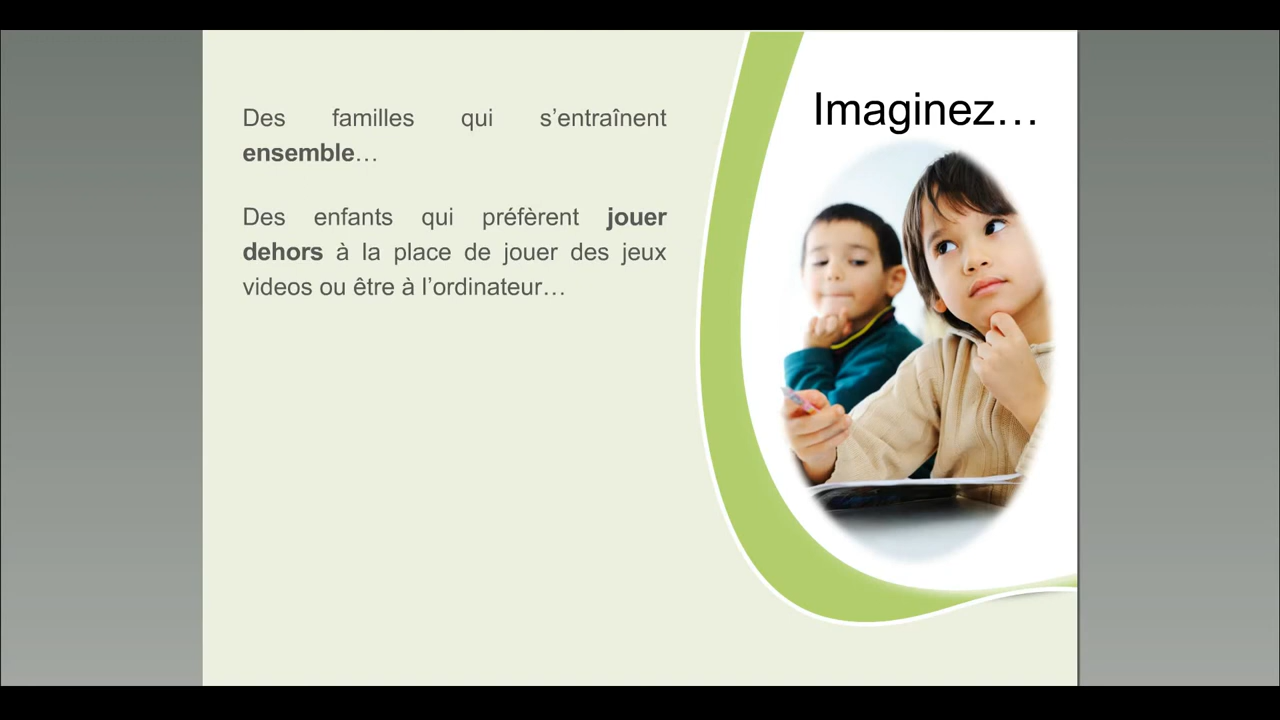 Imaginez…
Des familles qui s’entraînent
ensemble…
Des enfants qui préfèrent jouer
dehors à la place de jouer des jeux
videos ou être à l’ordinateur…